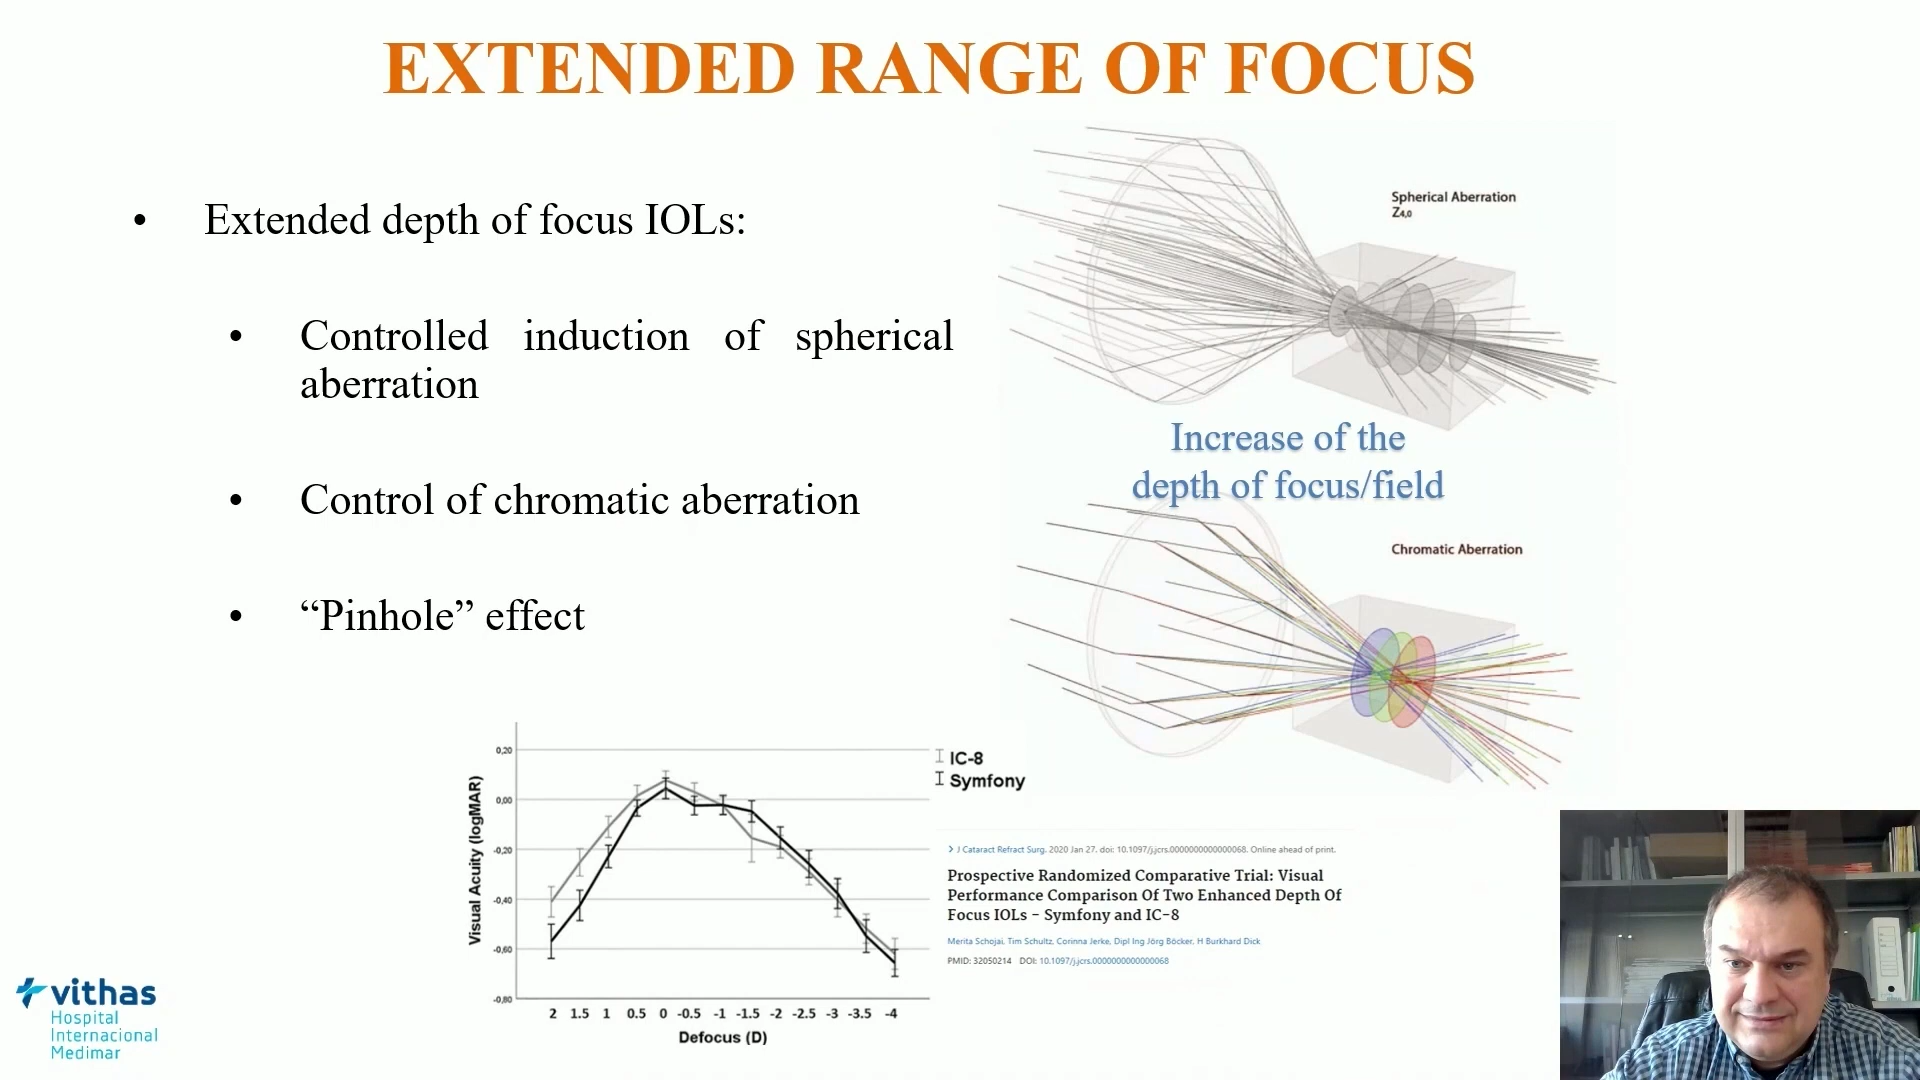 EXTENDED RANGE OF FOCUS
• Extended depth of focus IOLs:
• Controlled induction of spherical
aberration
• Control of chromatic aberration
• “Pinhole” effect
Spherical Aberration
Z4,0
Increase of the
depth of focus/field
Chromatic Aberration
Visual Acuity (logMAR)
0,20
0,00
-0,20
-0,40
-0,60
-0,80
2 1.5 1 0.5 0 -0.5 -1 -1.5 -2 -2.5 -3 -3.5 -4
Defocus (D)
IC-8
Symfony
> J Cataract Refract Surg. 2020 Jan 27. doi: 10.1097/j.jcrs.0000000000000068. Online ahead of print.
Prospective Randomized Comparative Trial: Visual
Performance Comparison Of Two Enhanced Depth Of
Focus IOLs - Symfony and IC-8
Merita Schojai, Tim Schultz, Corinna Jerke, Dipl Ing Jörg Böcker, H Burkhard Dick
PMID: 32050214 DOI: 10.1097/j.jcrs.0000000000000068
vithas
Hospital
Internacional
Medimar